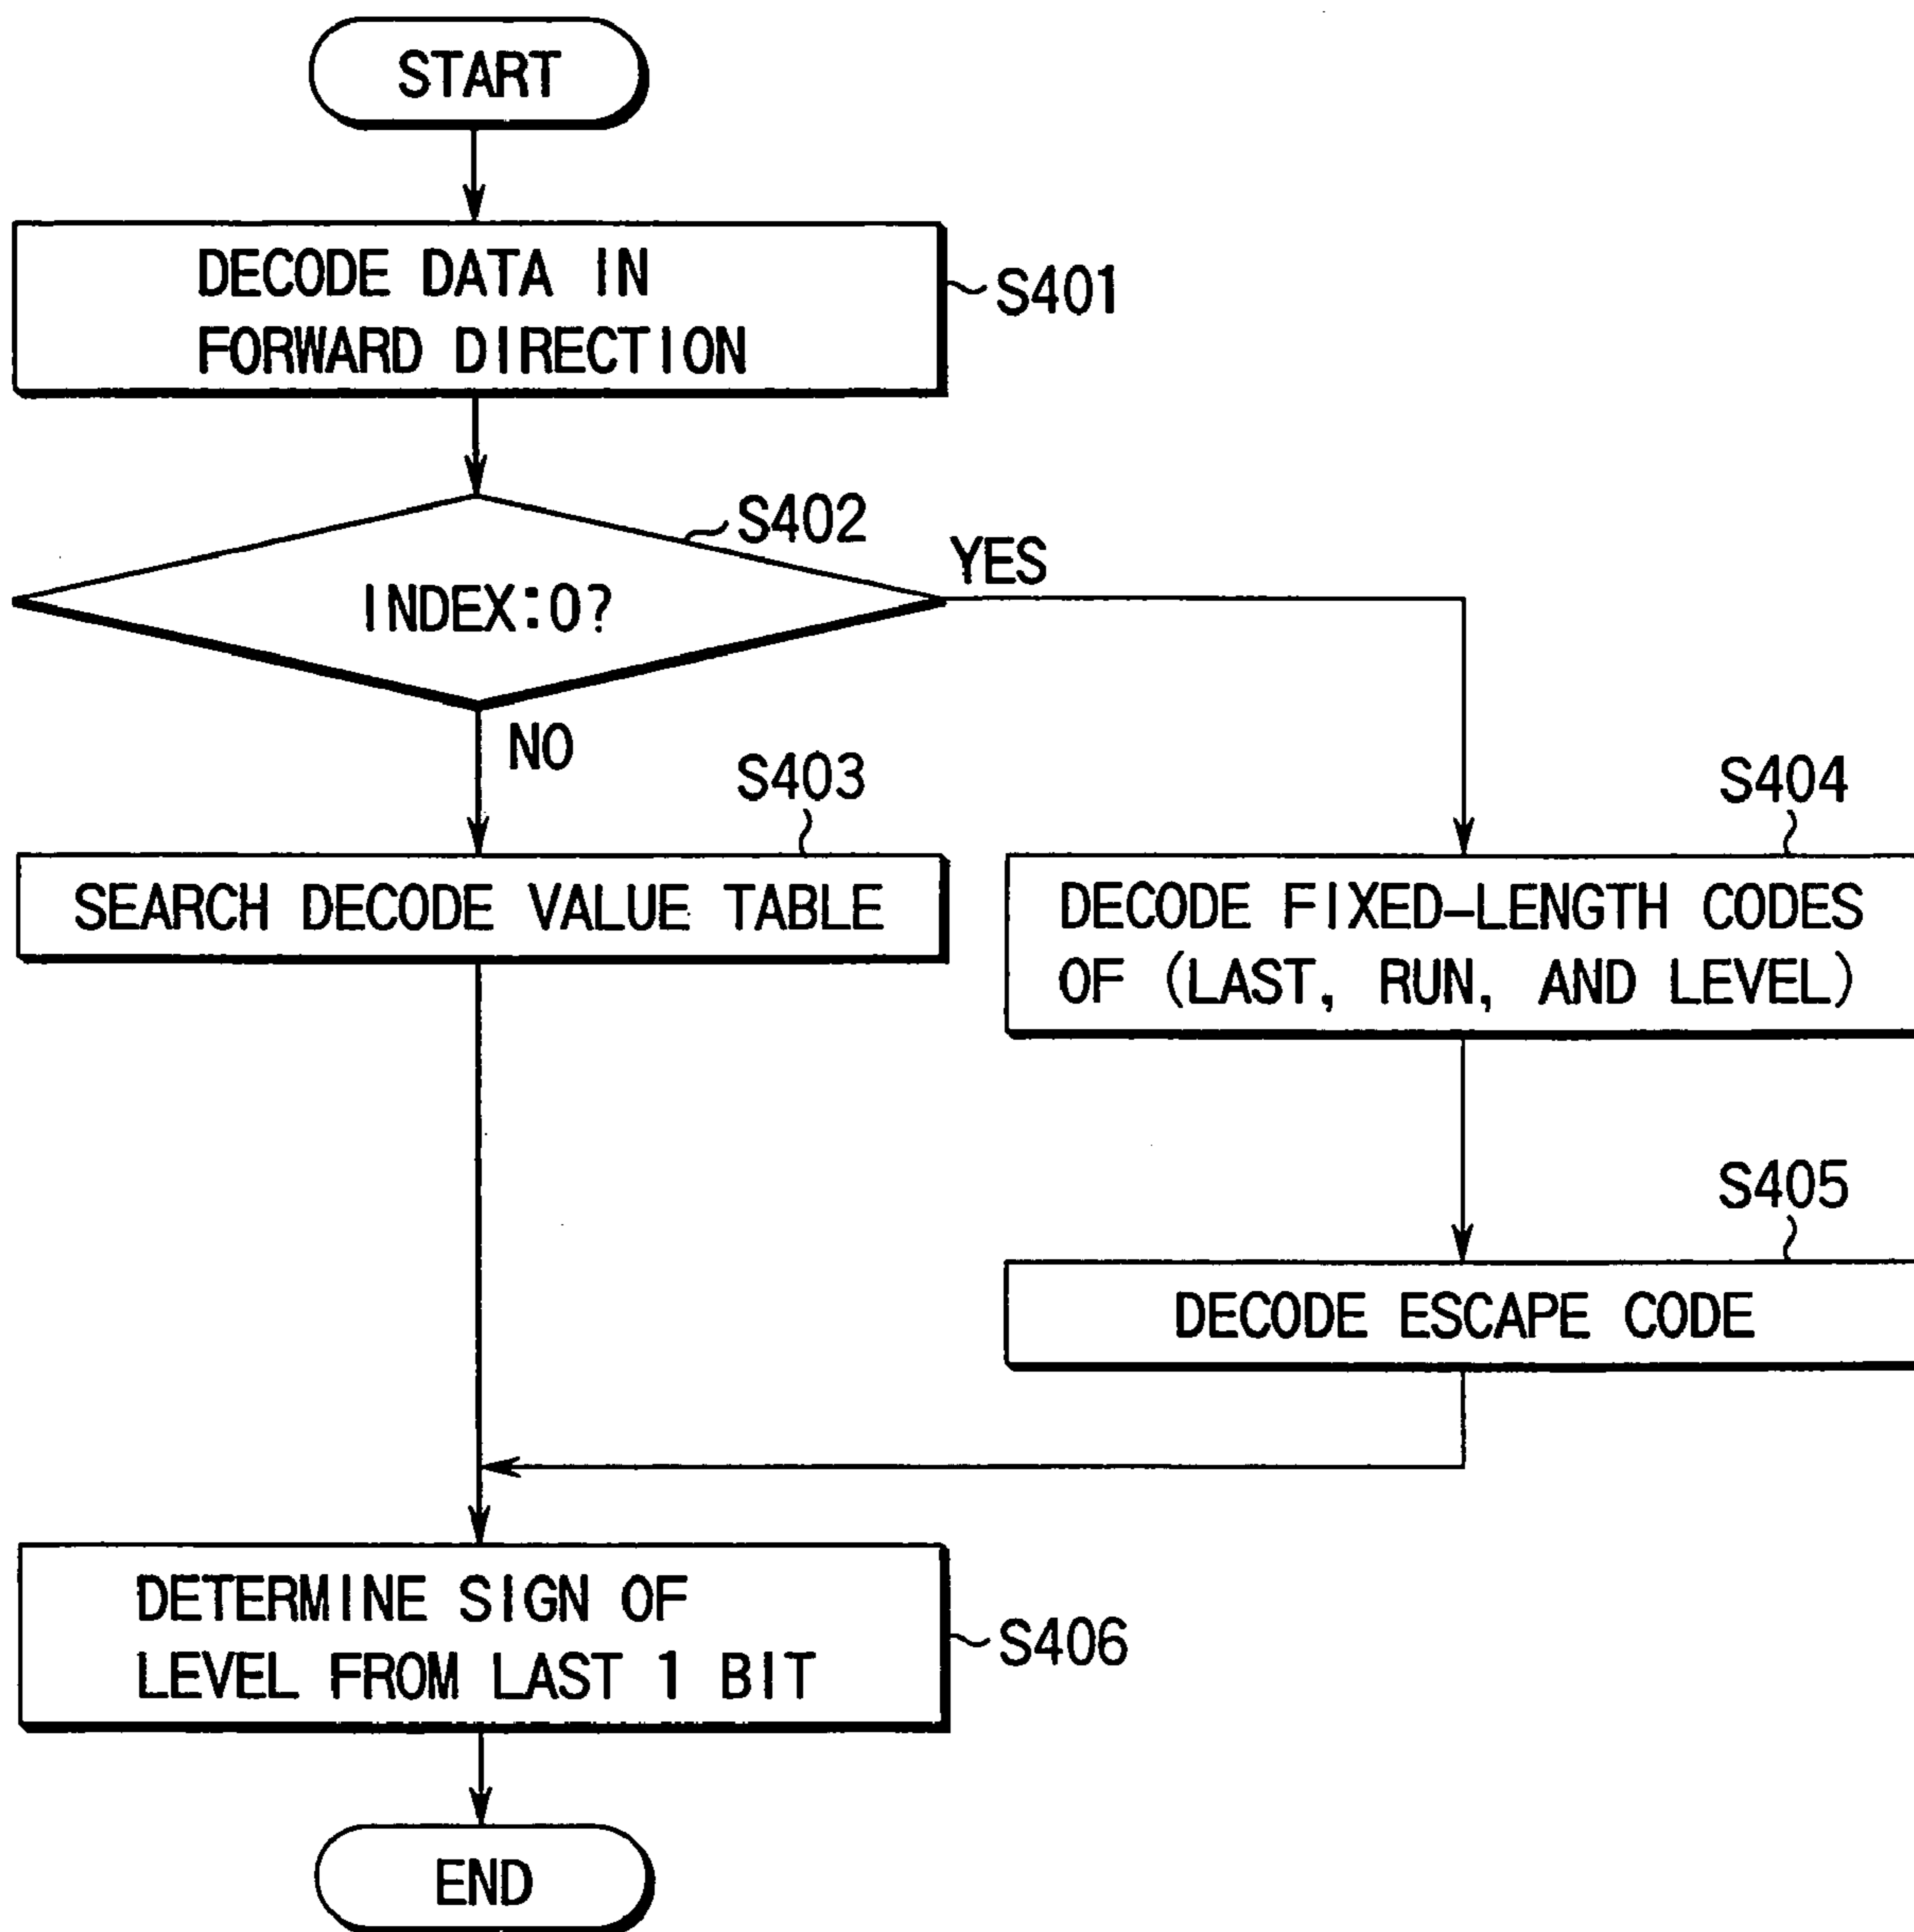 START
DECODE DATA IN
FORWARD DIRECTION
S401
S402
YES
INDEX:0?
NO
S403
S404
SEARCH DECODE VALUE TABLE
DECODE FIXED-LENGTH CODES
OF (LAST, RUN, AND LEVEL)
S405
DECODE ESCAPE CODE
DETERMINE SIGN OF
LEVEL FROM LAST 1 BIT
S406
END